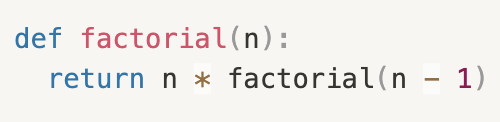 def factorial(n):
  return n * factorial(n - 1)